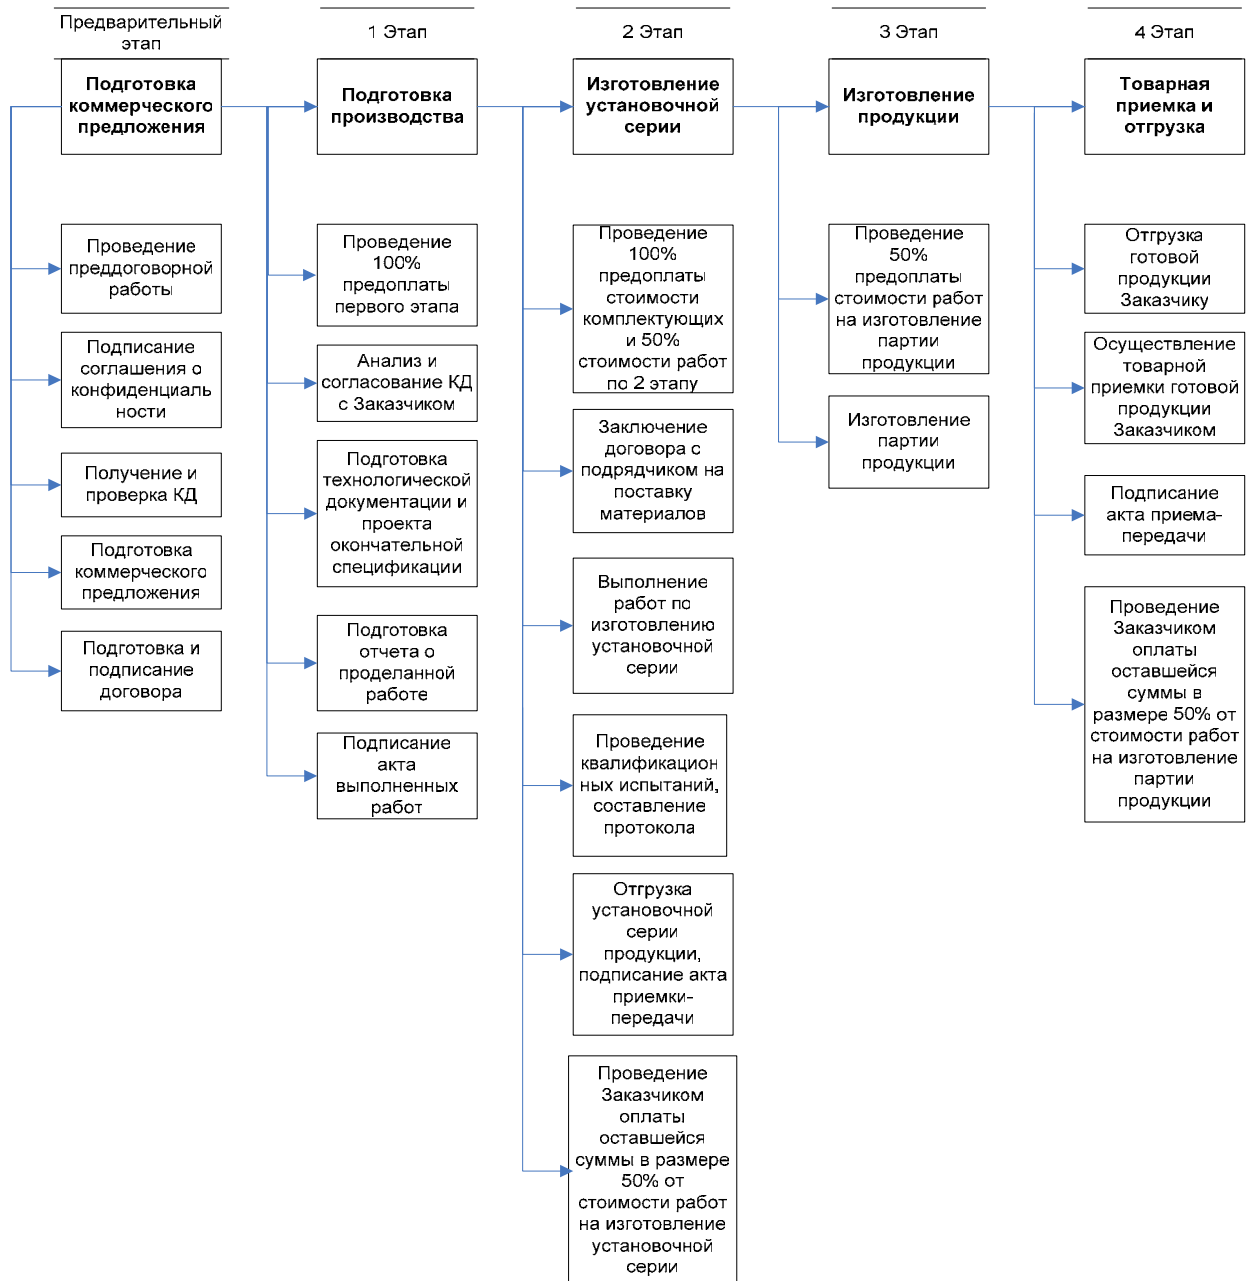 Предварительный
этап
Подготовка
коммерческого
предложения
Проведение
преддоговорной
работы
Подписание
соглашения о
конфиденциаль
ности
Получение и
проверка КД
Подготовка
коммерческого
предложения
Подготовка и
подписание
договора
1 Этап
Подготовка
производства
Проведение
100%
предоплаты
первого этапа
Анализ и
согласование КД
с Заказчиком
Подготовка
технологической
документации и
проекта
окончательной
спецификации
Подготовка
отчета о
проделанной
работе
Подписание
акта
выполненных
работ
2 Этап
Изготовление
установочной
серии
Проведение
100%
предоплаты
стоимости
комплектующих
и 50%
стоимости работ
по 2 этапу
Заключение
договора с
подрядчиком на
поставку
материалов
Выполнение
работ по
изготовлению
установочной
серии
Проведение
квалификацион
ных испытаний,
составление
протокола
Отгрузка
установочной
серии
продукции,
подписание акта
приемки-
передачи
Проведение
Заказчиком
оплаты
оставшейся
суммы в размере
50% от
стоимости работ
на изготовление
установочной
серии
3 Этап
Изготовление
продукции
Проведение
50%
предоплаты
стоимости работ
на изготовление
партии
продукции
Изготовление
партии
продукции
4 Этап
Товарная
приемка и
отгрузка
Отгрузка
готовой
продукции
Заказчику
Осуществление
товарной
приемки готовой
продукции
Заказчиком
Подписание
акта приема-
передачи
Проведение
Заказчиком
оплаты
оставшейся
суммы в
размере 50% от
стоимости работ
на изготовление
партии
продукции